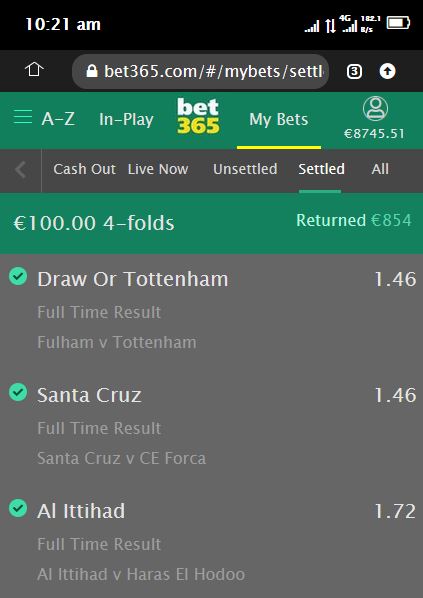 10:21 am
4G 182.1 B/s
bet365.com/#/mybets/settl
3
A-Z In-Play bet365 My Bets
€8745.51
Cash Out Live Now Unsettled Settled All
€100.00 4-folds Returned €854
Draw Or Tottenham 1.46
Full Time Result
Fulham v Tottenham
Santa Cruz 1.46
Full Time Result
Santa Cruz v CE Forca
Al Ittihad 1.72
Full Time Result
Al Ittihad v Haras El Hodoo